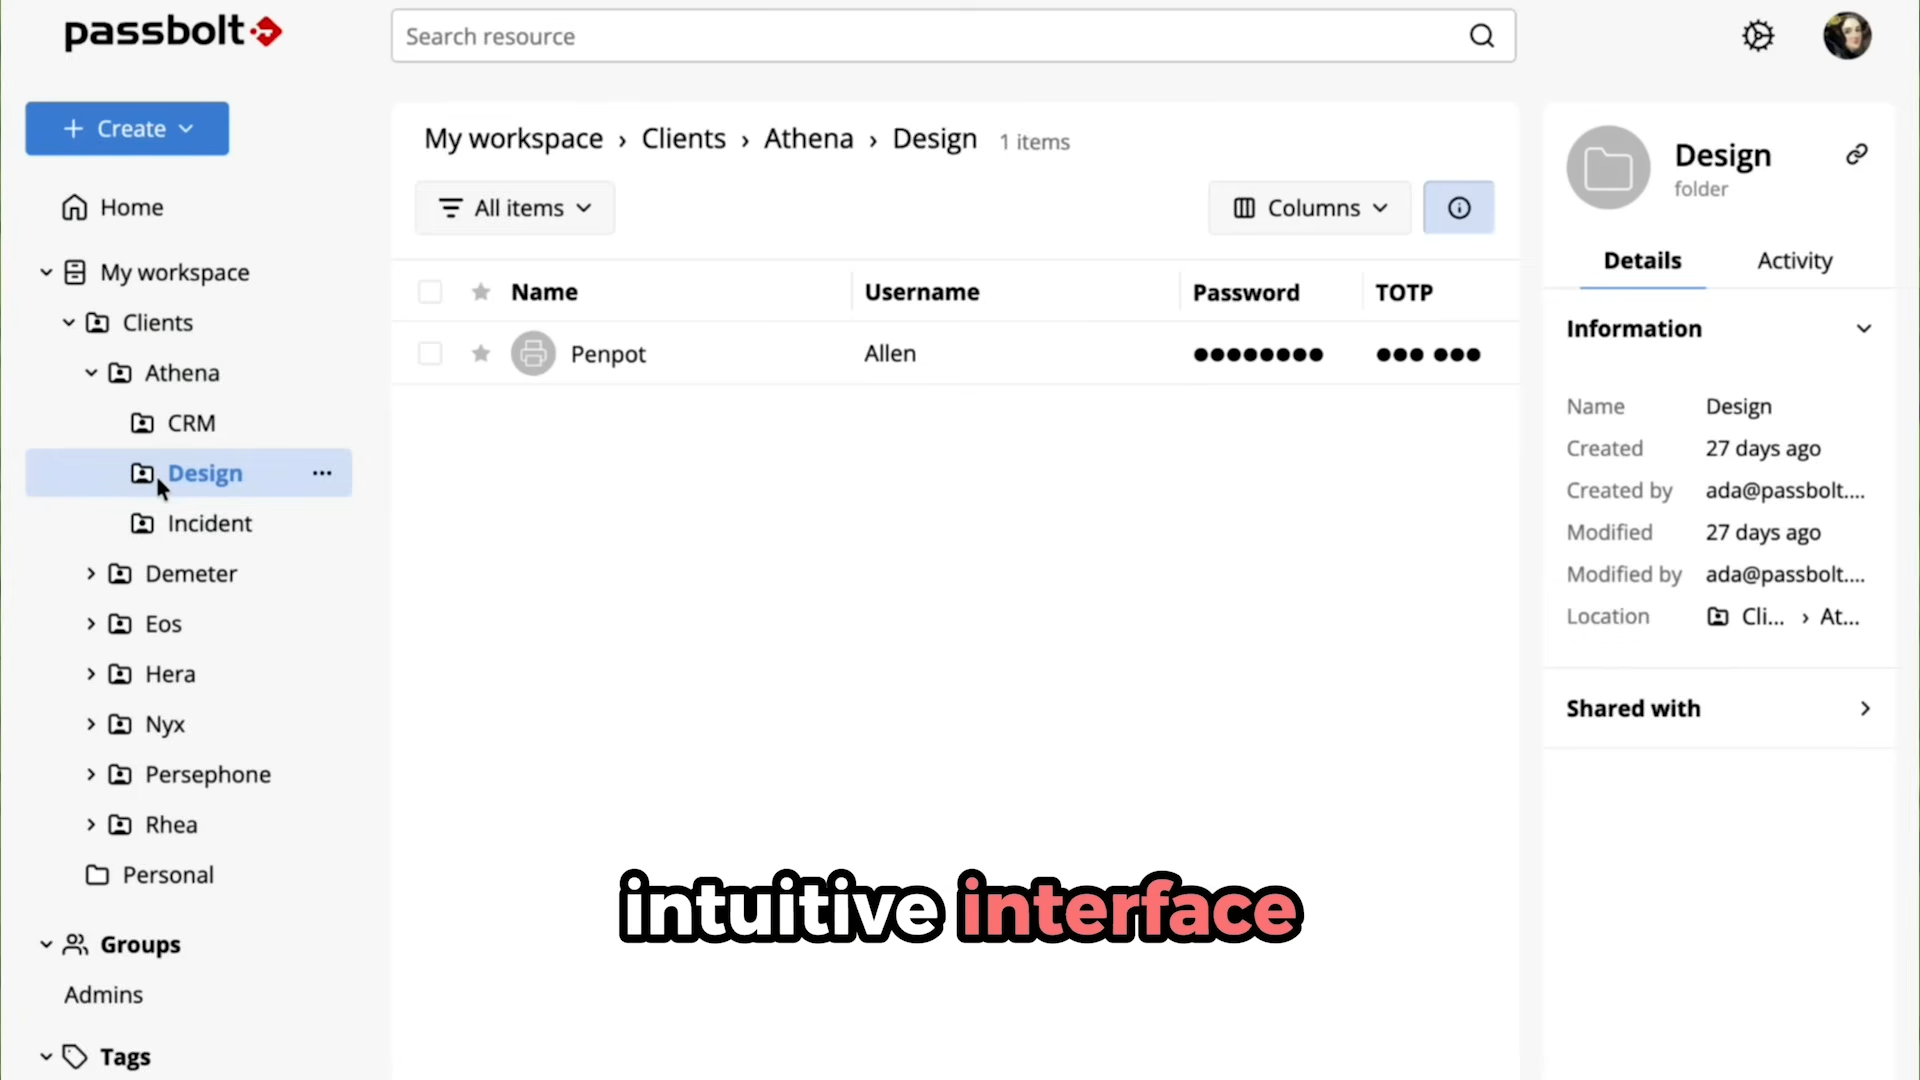 passbolt
Search resource
Create
Home
My workspace
Clients
Athena
CRM
Design
Incident
Demeter
Eos
Hera
Nyx
Persephone
Rhea
Personal
Groups
Admins
Tags
My workspace › Clients › Athena › Design 1 items
All items
Columns
Name Username Password TOTP
Penpot Allen ●●●●●●●● ●●● ●●●
Design
folder
Details Activity
Information
Name Design
Created 27 days ago
Created by ada@passbolt....
Modified 27 days ago
Modified by ada@passbolt....
Location Cli... › At...
Shared with
intuitive interface